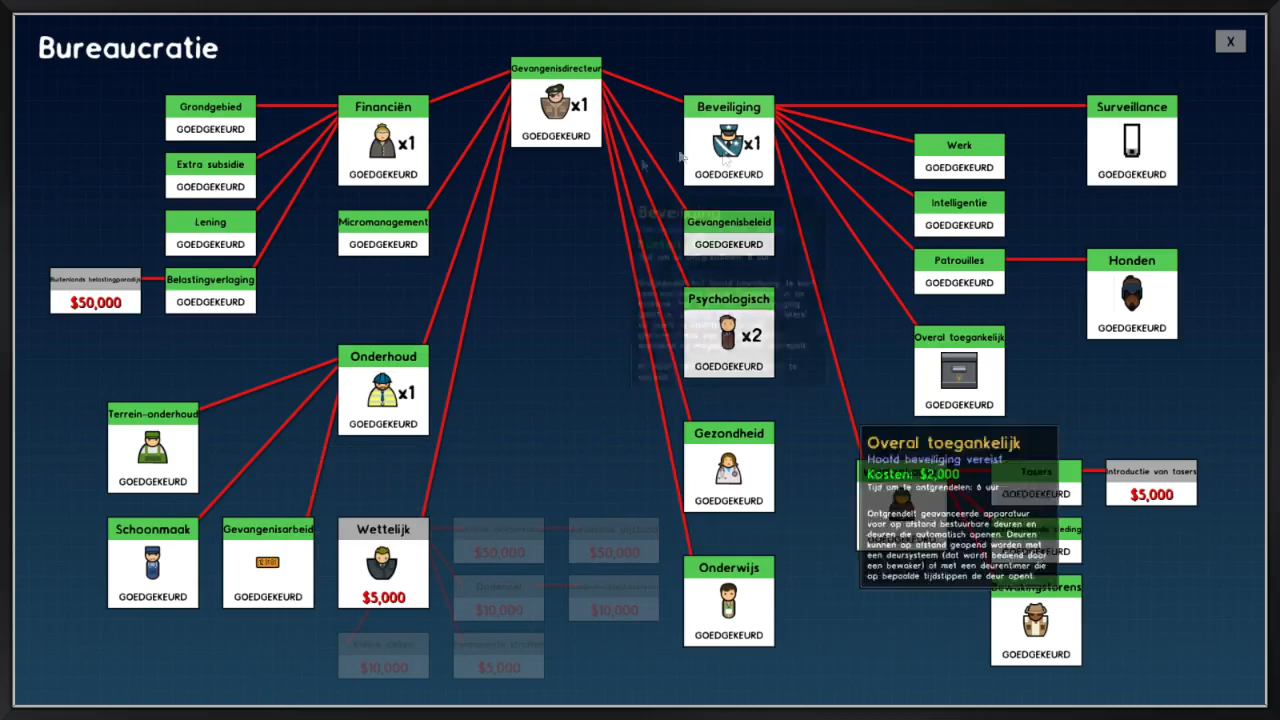 Bureaucratie
X
Gevangenisdirecteur
x1
GOEDGEKEURD
Grondgebied
GOEDGEKEURD
Financiën
x1
GOEDGEKEURD
Beveiliging
x1
GOEDGEKEURD
Surveillance
GOEDGEKEURD
Extra subsidie
GOEDGEKEURD
Werk
GOEDGEKEURD
Lening
GOEDGEKEURD
Micromanagement
GOEDGEKEURD
Gevangenisbeleid
GOEDGEKEURD
Intelligentie
GOEDGEKEURD
Buitenlands belastingparadijs
$50,000
Belastingverlaging
GOEDGEKEURD
Psychologisch
x2
GOEDGEKEURD
Patrouilles
GOEDGEKEURD
Honden
GOEDGEKEURD
Onderhoud
x1
GOEDGEKEURD
Overal toegankelijk
GOEDGEKEURD
Terrein-onderhoud
GOEDGEKEURD
Gezondheid
GOEDGEKEURD
Overal toegankelijk
Hoofd beveiliging vereist
Kosten: $2,000
Tijd om te ontgrendelen: 6 uur
Ontgrendelt geavanceerde apparatuur
voor op afstand bestuurbare deuren en
deuren die automatisch openen. Deuren
kunnen op afstand geopend worden met
een deursysteem (dat wordt bediend door
een bewaker) of met een deurentimer die
op bepaalde tijdstippen de deur opent.
Tasers
GOEDGEKEURD
Introductie van tasers
$5,000
Schoonmaak
GOEDGEKEURD
Gevangenisarbeid
GOEDGEKEURD
Wettelijk
$5,000
$50,000
$50,000
$10,000
$10,000
$10,000
$5,000
Onderwijs
GOEDGEKEURD
Bewakingstorens
GOEDGEKEURD